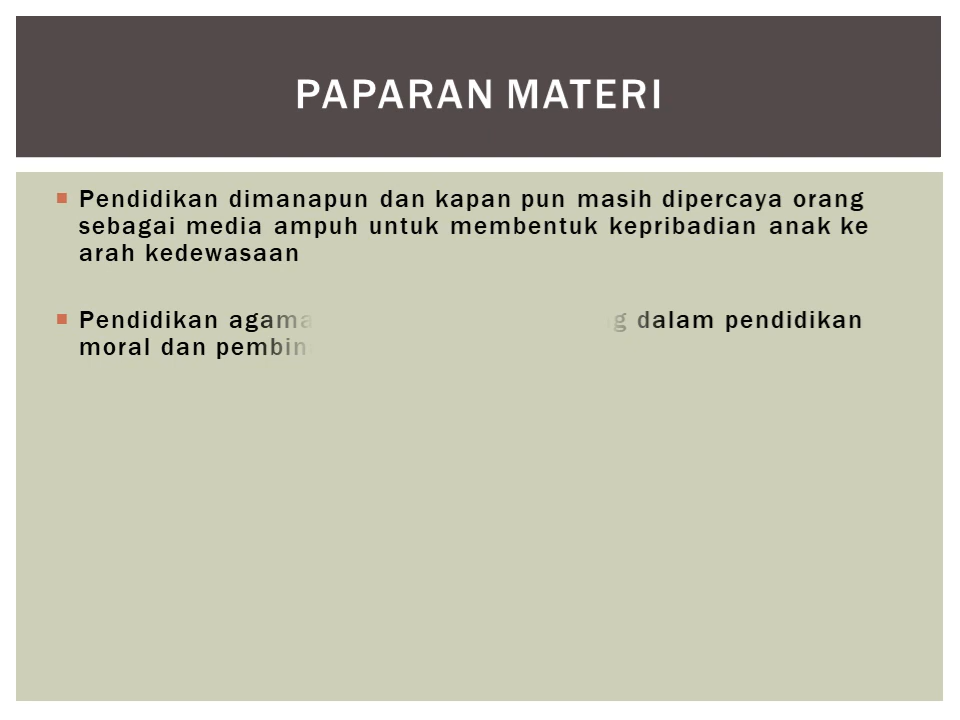 PAPARAN MATERI
Pendidikan dimanapun dan kapan pun masih dipercaya orang
sebagai media ampuh untuk membentuk kepribadian anak ke
arah kedewasaan
Pendidikan agama dalam pendidikan
moral dan